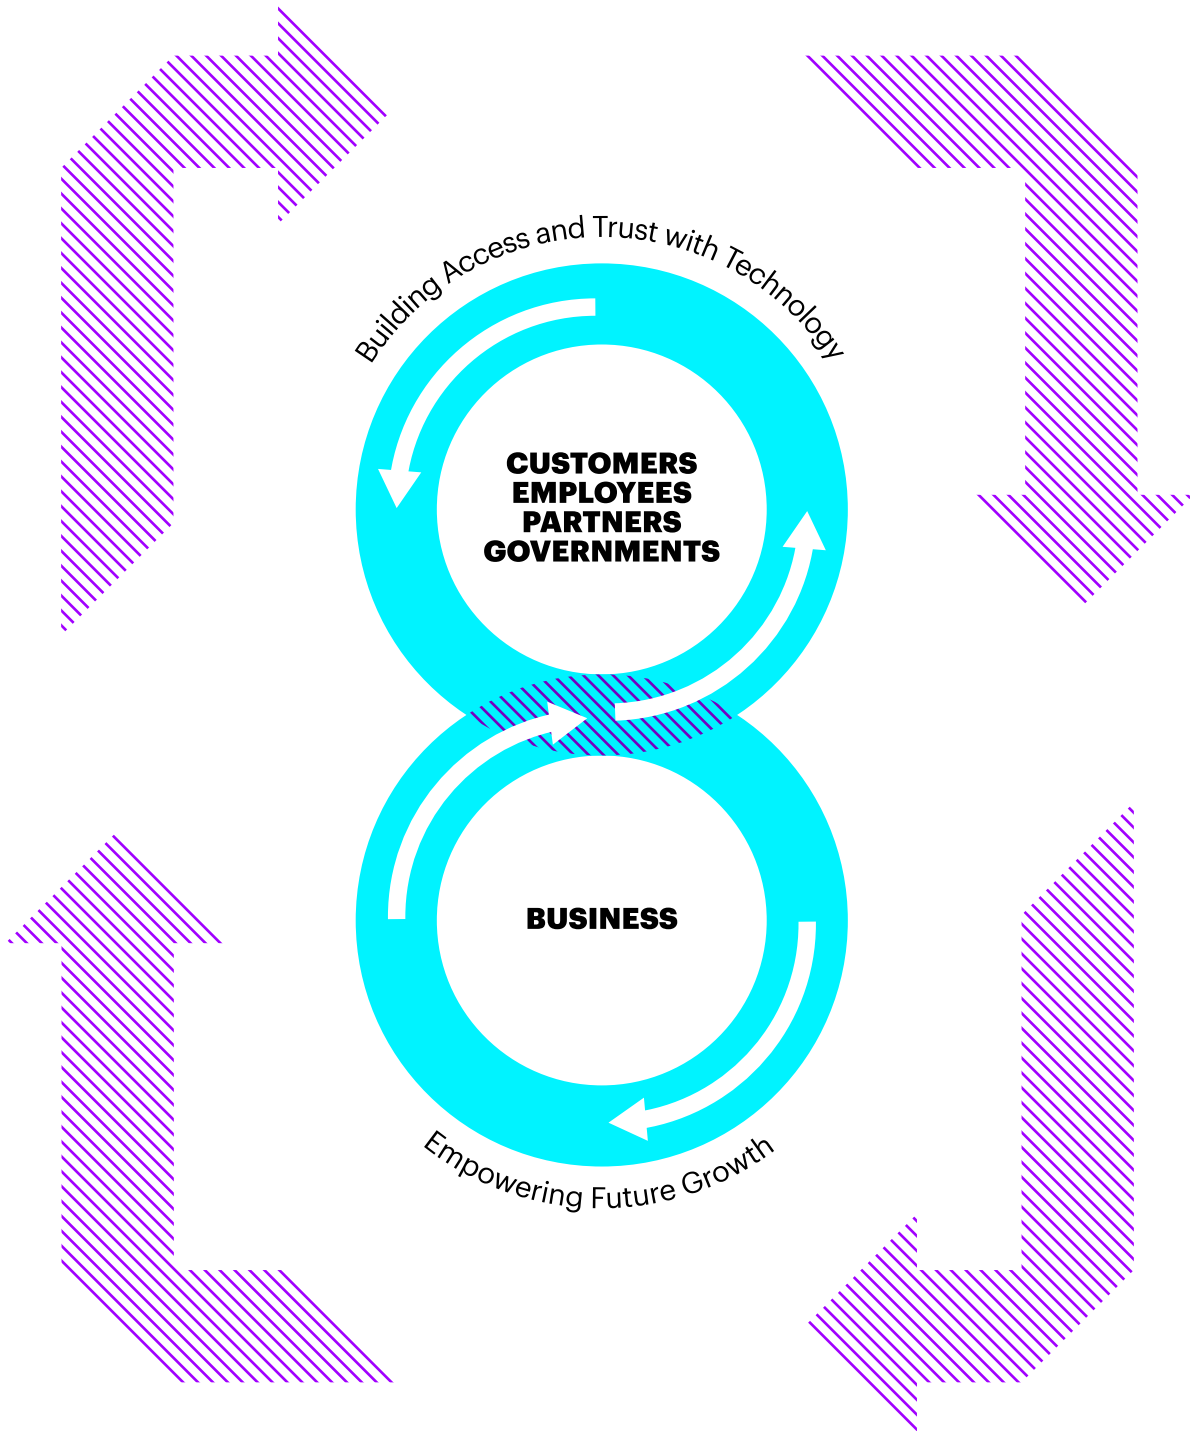 Building Access and Trust with Technology
CUSTOMERS
EMPLOYEES
PARTNERS
GOVERNMENTS
BUSINESS
Empowering Future Growth